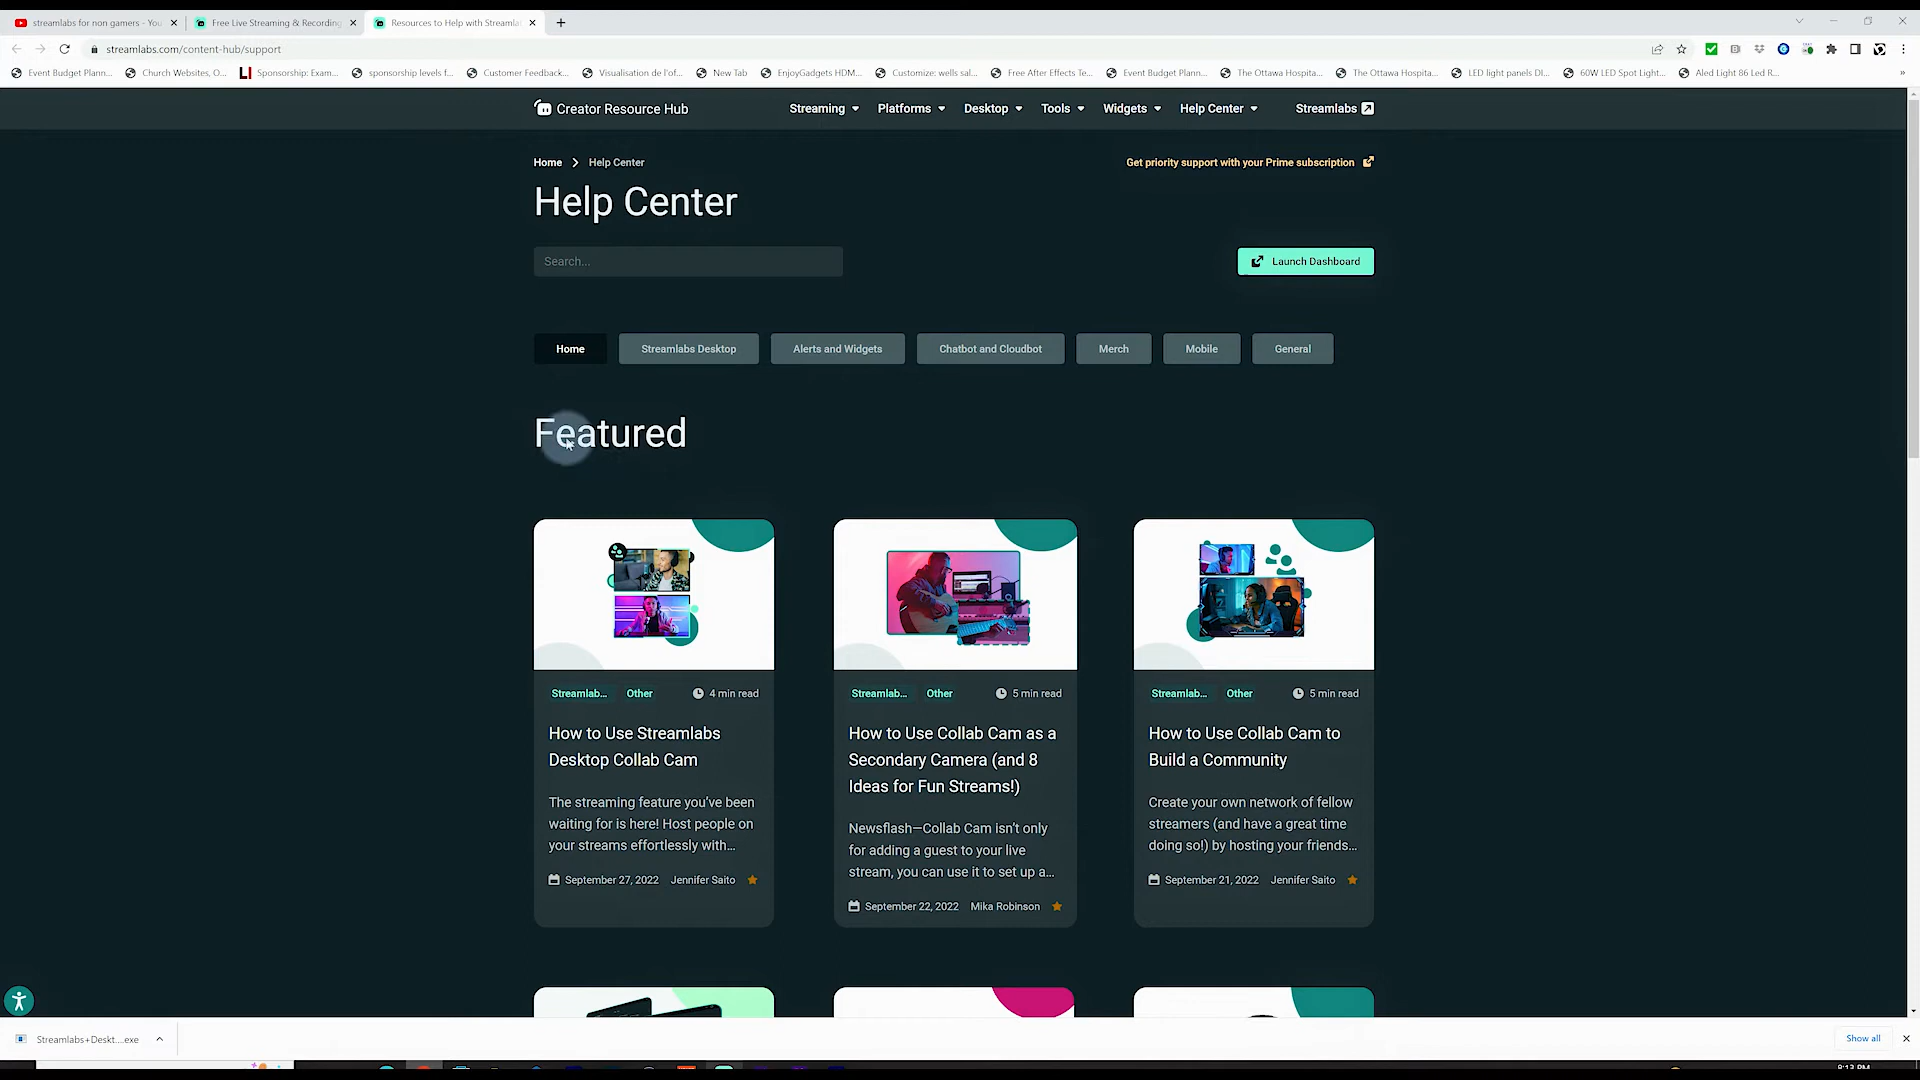 streamlabs for non gamers - You
Free Live Streaming & Recording
Resources to Help with Streamla
streamlabs.com/content-hub/support
Event Budget Plann...
Church Websites, O...
Sponsorship: Exam...
sponsorship levels f...
Customer Feedback...
Visualisation de l'of...
New Tab
EnjoyGadgets HDM...
Customize: wells sal...
Free After Effects Te...
Event Budget Plann...
The Ottawa Hospita...
The Ottawa Hospita...
LED light panels DI...
60W LED Spot Light...
Aled Light 86 Led R...
Creator Resource Hub
Streaming
Platforms
Desktop
Tools
Widgets
Help Center
Streamlabs
Home
Help Center
Get priority support with your Prime subscription
Help Center
Search...
Launch Dashboard
Home
Streamlabs Desktop
Alerts and Widgets
Chatbot and Cloudbot
Merch
Mobile
General
Featured
Streamlab... Other 4 min read
How to Use Streamlabs
Desktop Collab Cam
The streaming feature you've been
waiting for is here! Host people on
your streams effortlessly with...
September 27, 2022 Jennifer Saito
Streamlab... Other 5 min read
How to Use Collab Cam as a
Secondary Camera (and 8
Ideas for Fun Streams!)
Newsflash—Collab Cam isn't only
for adding a guest to your live
stream, you can use it to set up a...
September 22, 2022 Mika Robinson
Streamlab... Other 5 min read
How to Use Collab Cam to
Build a Community
Create your own network of fellow
streamers (and have a great time
doing so!) by hosting your friends...
September 21, 2022 Jennifer Saito
Streamlabs+Deskt....exe
Show all
8:13 PM